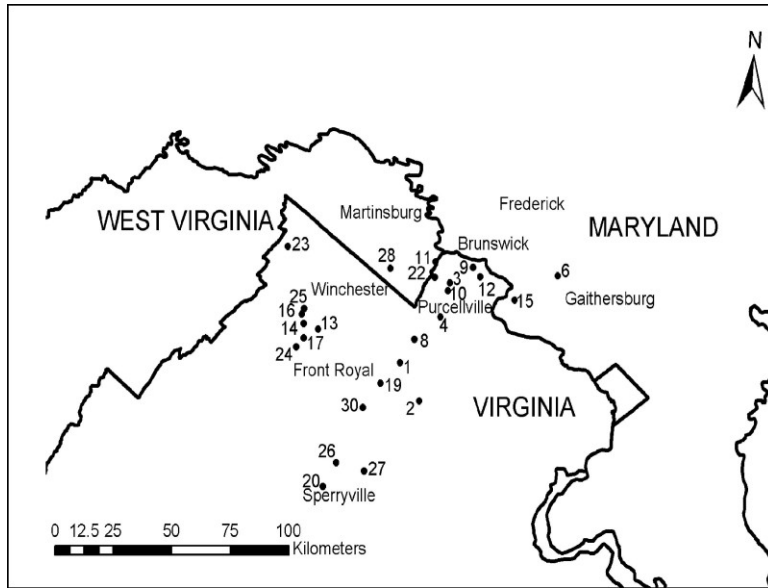 N
Frederick
Martinsburg
WEST VIRGINIA
MARYLAND
23
Brunswick
11
9
28
22
3
12
6
10
Winchester
Gaithersburg
25
15
16
Purcellville
14
13
4
17
8
24
Front Royal
1
19
30
2
VIRGINIA
26
27
20
Sperryville
0 12.5 25 50 75 100
Kilometers